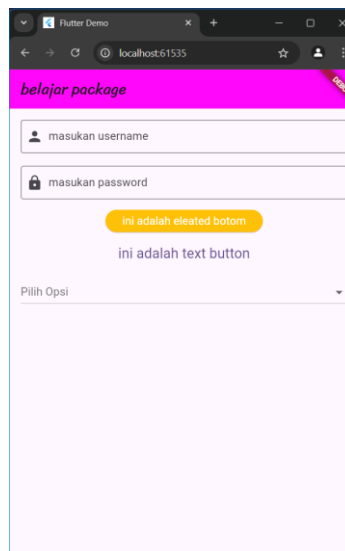 Flutter Demo
localhost:61535
belajar package
DEBUG
masukan username
masukan password
ini adalah eleated botom
ini adalah text button
Pilih Opsi